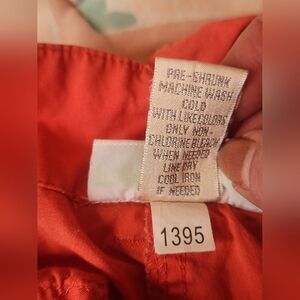 PRE-SHRUNK
MACHINE WASH
COLD
WITH LIKE COLORS
ONLY NON-
CHLORINE BLEACH
WHEN NEEDED
LINE DRY
COOL IRON
IF NEEDED
1395